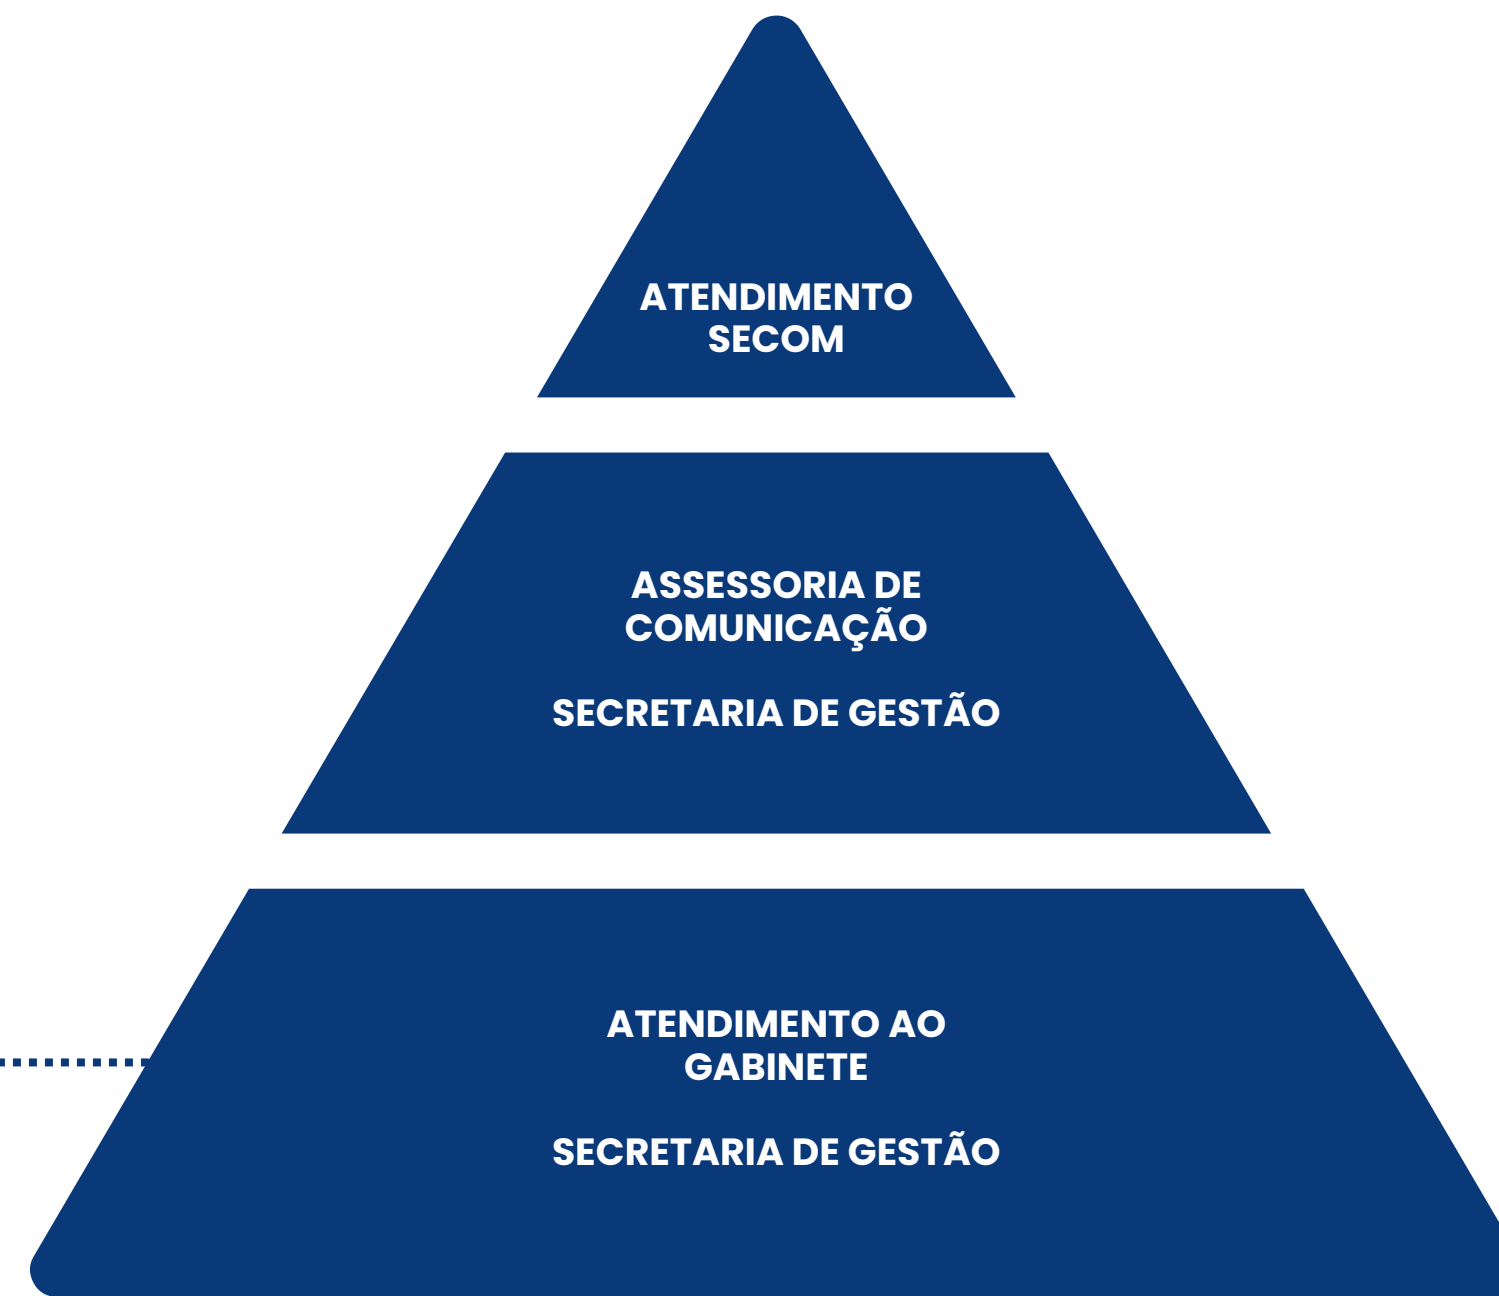 ATENDIMENTO
SECOM
ASSESSORIA DE
COMUNICAÇÃO
SECRETARIA DE GESTÃO
ATENDIMENTO AO
GABINETE
SECRETARIA DE GESTÃO